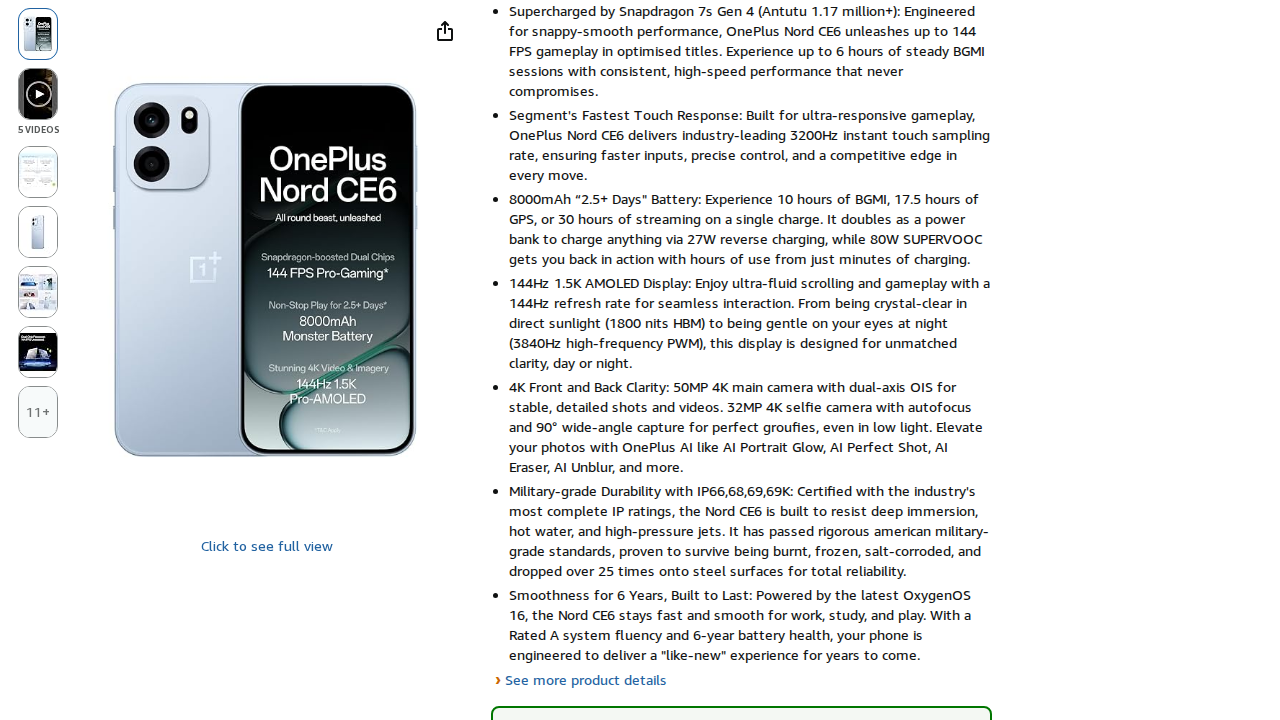 5 VIDEOS
11+
OnePlus
Nord CE6
All round beast, unleashed
Snapdragon-boosted Dual Chips
144 FPS Pro-Gaming*
Non-Stop Play for 2.5+ Days*
8000mAh
Monster Battery
Stunning 4K Video & Imagery
144Hz 1.5K
Pro-AMOLED
Click to see full view
• Supercharged by Snapdragon 7s Gen 4 (Antutu 1.17 million+): Engineered
for snappy-smooth performance, OnePlus Nord CE6 unleashes up to 144
FPS gameplay in optimised titles. Experience up to 6 hours of steady BGMI
sessions with consistent, high-speed performance that never
compromises.
• Segment's Fastest Touch Response: Built for ultra-responsive gameplay,
OnePlus Nord CE6 delivers industry-leading 3200Hz instant touch sampling
rate, ensuring faster inputs, precise control, and a competitive edge in
every move.
• 8000mAh “2.5+ Days" Battery: Experience 10 hours of BGMI, 17.5 hours of
GPS, or 30 hours of streaming on a single charge. It doubles as a power
bank to charge anything via 27W reverse charging, while 80W SUPERVOOC
gets you back in action with hours of use from just minutes of charging.
• 144Hz 1.5K AMOLED Display: Enjoy ultra-fluid scrolling and gameplay with a
144Hz refresh rate for seamless interaction. From being crystal-clear in
direct sunlight (1800 nits HBM) to being gentle on your eyes at night
(3840Hz high-frequency PWM), this display is designed for unmatched
clarity, day or night.
• 4K Front and Back Clarity: 50MP 4K main camera with dual-axis OIS for
stable, detailed shots and videos. 32MP 4K selfie camera with autofocus
and 90° wide-angle capture for perfect groufies, even in low light. Elevate
your photos with OnePlus AI like AI Portrait Glow, AI Perfect Shot, AI
Eraser, AI Unblur, and more.
• Military-grade Durability with IP66,68,69,69K: Certified with the industry's
most complete IP ratings, the Nord CE6 is built to resist deep immersion,
hot water, and high-pressure jets. It has passed rigorous american military-
grade standards, proven to survive being burnt, frozen, salt-corroded, and
dropped over 25 times onto steel surfaces for total reliability.
• Smoothness for 6 Years, Built to Last: Powered by the latest OxygenOS
16, the Nord CE6 stays fast and smooth for work, study, and play. With a
Rated A system fluency and 6-year battery health, your phone is
engineered to deliver a "like-new" experience for years to come.
› See more product details